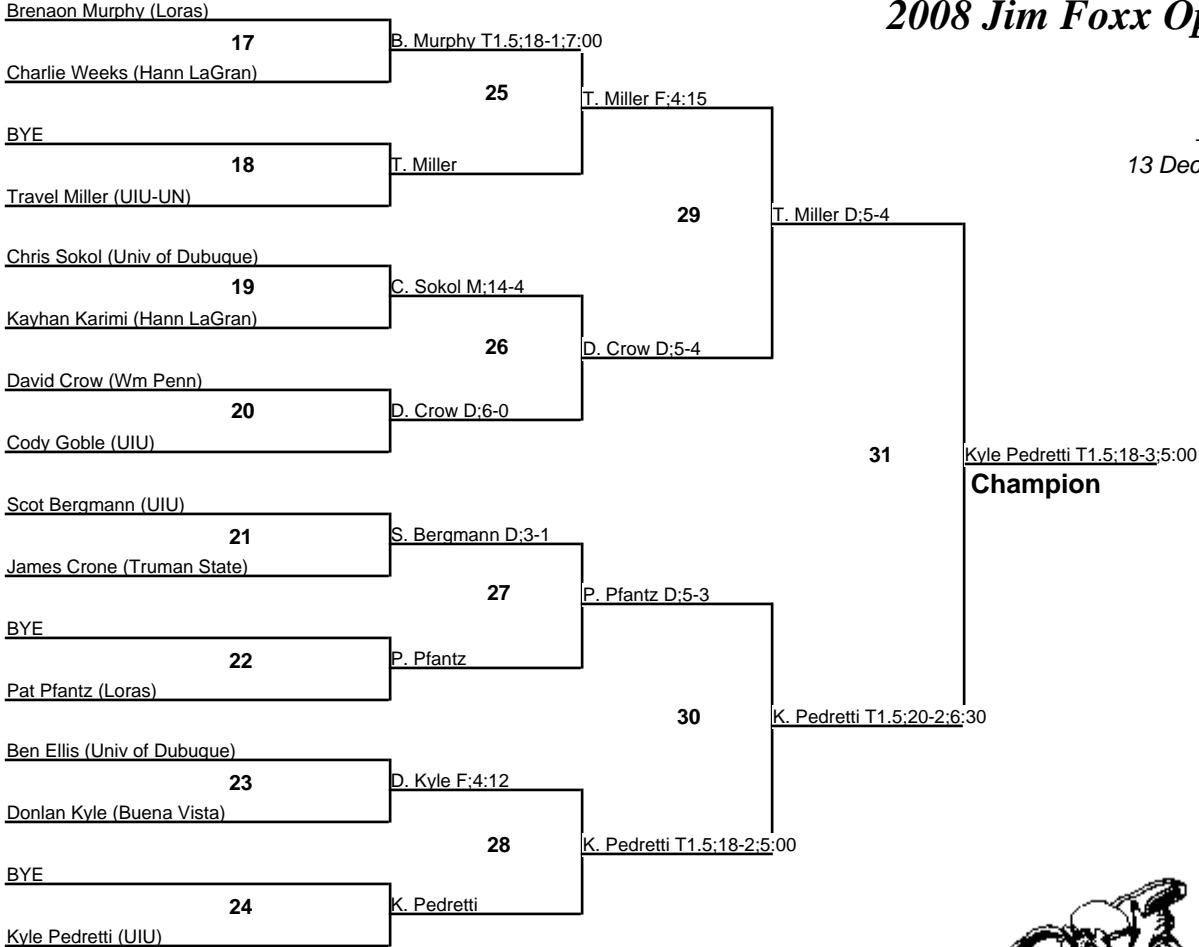 2008 Jim Foxx
13 Dec
Brenaon Murphy (Loras)
17
Charlie Weeks (Hann LaGran)
B. Murphy T1.5;18-1;7:00
25
T. Miller F;4:15
BYE
18
Travel Miller (UIU-UN)
T. Miller
29
T. Miller D;5-4
Chris Sokol (Univ of Dubuque)
19
Kayhan Karimi (Hann LaGran)
C. Sokol M;14-4
26
D. Crow D;5-4
David Crow (Wm Penn)
20
Cody Goble (UIU)
D. Crow D;6-0
31
Kyle Pedretti T1.5;18-3;5:00
Champion
Scot Bergmann (UIU)
21
James Crone (Truman State)
S. Bergmann D;3-1
27
P. Pfantz D;5-3
BYE
22
Pat Pfantz (Loras)
P. Pfantz
30
K. Pedretti T1.5;20-2;6:30
Ben Ellis (Univ of Dubuque)
23
Donlan Kyle (Buena Vista)
D. Kyle F;4:12
28
K. Pedretti T1.5;18-2;5:00
BYE
24
Kyle Pedretti (UIU)
K. Pedretti